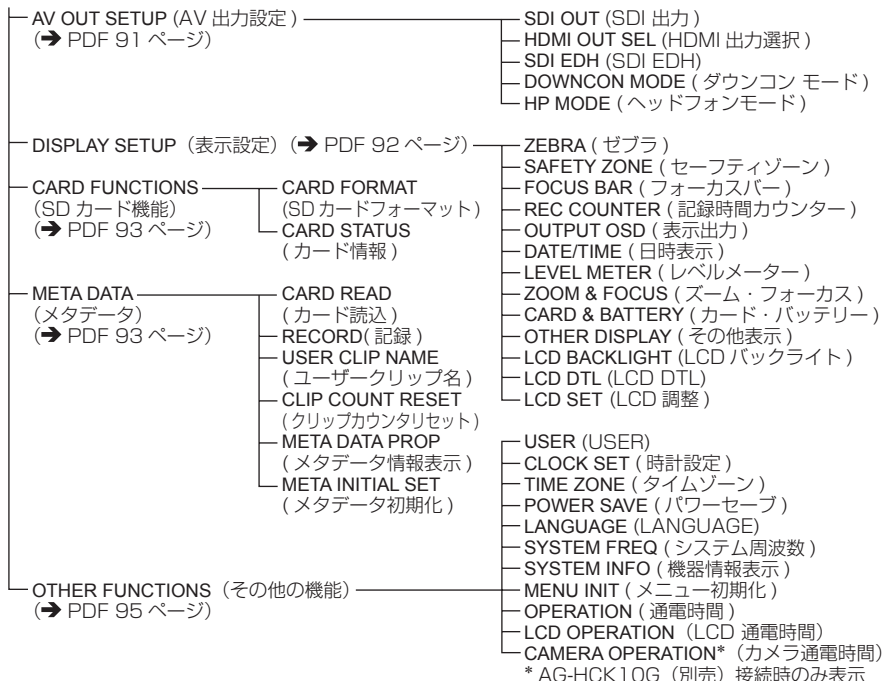 AV OUT SETUP (AV 出力設定 )
(➔ PDF 91 ページ)
SDI OUT (SDI 出力 )
HDMI OUT SEL (HDMI 出力選択 )
SDI EDH (SDI EDH)
DOWNCON MODE ( ダウンコン モード )
HP MODE ( ヘッドフォンモード )
DISPLAY SETUP（表示設定）(➔ PDF 92 ページ)
ZEBRA ( ゼブラ )
SAFETY ZONE ( セーフティゾーン )
FOCUS BAR ( フォーカスバー )
REC COUNTER ( 記録時間カウンター )
OUTPUT OSD ( 表示出力 )
DATE/TIME ( 日時表示 )
LEVEL METER ( レベルメーター )
ZOOM & FOCUS ( ズーム・フォーカス )
CARD & BATTERY ( カード・バッテリー )
OTHER DISPLAY ( その他表示 )
LCD BACKLIGHT (LCD バックライト )
LCD DTL (LCD DTL)
LCD SET (LCD 調整 )
CARD FUNCTIONS
(SD カード機能)
(➔ PDF 93 ページ)
CARD FORMAT
(SD カードフォーマット )
CARD STATUS
( カード情報 )
META DATA
(メタデータ)
(➔ PDF 93 ページ)
CARD READ
( カード読込 )
RECORD( 記録 )
USER CLIP NAME
( ユーザークリップ名 )
CLIP COUNT RESET
( クリップカウンタリセット )
META DATA PROP
( メタデータ情報表示 )
META INITIAL SET
( メタデータ初期化 )
OTHER FUNCTIONS（その他の機能）
(➔ PDF 95 ページ)
USER (USER)
CLOCK SET ( 時計設定 )
TIME ZONE ( タイムゾーン )
POWER SAVE ( パワーセーブ )
LANGUAGE (LANGUAGE)
SYSTEM FREQ ( システム周波数 )
SYSTEM INFO ( 機器情報表示 )
MENU INIT ( メニュー初期化 )
OPERATION ( 通電時間 )
LCD OPERATION（LCD 通電時間）
CAMERA OPERATION*（カメラ通電時間）
* AG-HCK10G（別売）接続時のみ表示